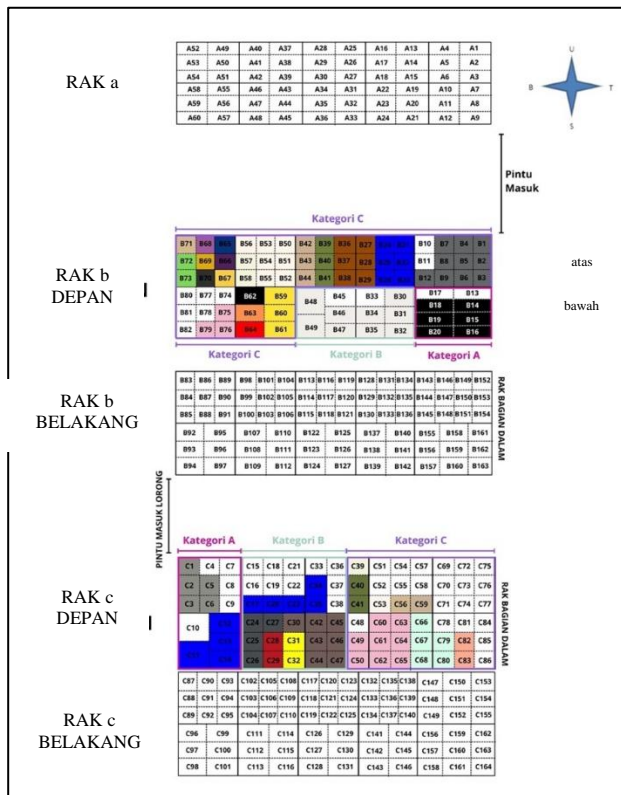 RAK a
A52 A49 A40 A37 A28 A25 A16 A13 A4 A1
A53 A50 A41 A38 A29 A26 A17 A14 A5 A2
A54 A51 A42 A39 A30 A27 A18 A15 A6 A3
A58 A55 A46 A43 A34 A31 A22 A19 A10 A7
A59 A56 A47 A44 A35 A32 A23 A20 A11 A8
A60 A57 A48 A45 A36 A33 A24 A21 A12 A9
U
B T
S
Pintu
Masuk
Kategori C
RAK b
DEPAN
B71 B68 B56 B53 B50 B42 B39 B36 B27 B10 B7 B4 B1
B72 B69 B57 B54 B51 B43 B40 B37 B28 B11 B8 B5 B2
B73 B70 B67 B58 B55 B52 B44 B41 B38 B29 B12 B9 B6 B3
B80 B77 B74 B62 B59 B48 B45 B33 B30 B17 B13
B18 B14
B81 B78 B75 B63 B60 B46 B34 B31 B19 B15
B82 B79 B76 B64 B61 B49 B47 B35 B32 B20 B16
atas
bawah
Kategori C Kategori B Kategori A
RAK b
BELAKANG
B83 B86 B89 B98 B101 B104 B113 B116 B119 B128 B131 B134 B143 B146 B149 B152
B84 B87 B90 B99 B102 B105 B114 B117 B120 B129 B132 B135 B144 B147 B150 B153
B85 B88 B91 B100 B103 B106 B115 B118 B121 B130 B133 B136 B145 B148 B151 B154
B92 B95 B107 B110 B122 B125 B137 B140 B155 B158 B161
B93 B96 B108 B111 B123 B126 B138 B141 B156 B159 B162
B94 B97 B109 B112 B124 B127 B139 B142 B157 B160 B163
RAK BAGIAN DALAM
PINTU MASUK LORONG
Kategori A Kategori B Kategori C
RAK c
DEPAN
C1 C4 C7 C15 C18 C21 C33 C36 C39 C51 C54 C57 C69 C72 C75
C2 C5 C8 C16 C19 C22 C37 C40 C52 C55 C58 C70 C73 C76
C3 C6 C9 C38 C41 C53 C56 C59 C71 C74 C77
C10 C24 C27 C30 C42 C45 C48 C60 C63 C66 C78 C81 C84
C25 C28 C31 C43 C46 C49 C61 C64 C67 C79 C82 C85
C26 C29 C32 C44 C47 C50 C62 C65 C68 C80 C83 C86
RAK BAGIAN DALAM
RAK c
BELAKANG
C87 C90 C93 C102 C105 C108 C117 C120 C123 C132 C135 C138 C147 C150 C153
C88 C91 C94 C103 C106 C109 C118 C121 C124 C133 C136 C139 C148 C151 C154
C89 C92 C95 C104 C107 C110 C119 C122 C125 C134 C137 C140 C149 C152 C155
C96 C99 C111 C114 C126 C129 C141 C144 C156 C159 C162
C97 C100 C112 C115 C127 C130 C142 C145 C157 C160 C163
C98 C101 C113 C116 C128 C131 C143 C146 C158 C161 C164